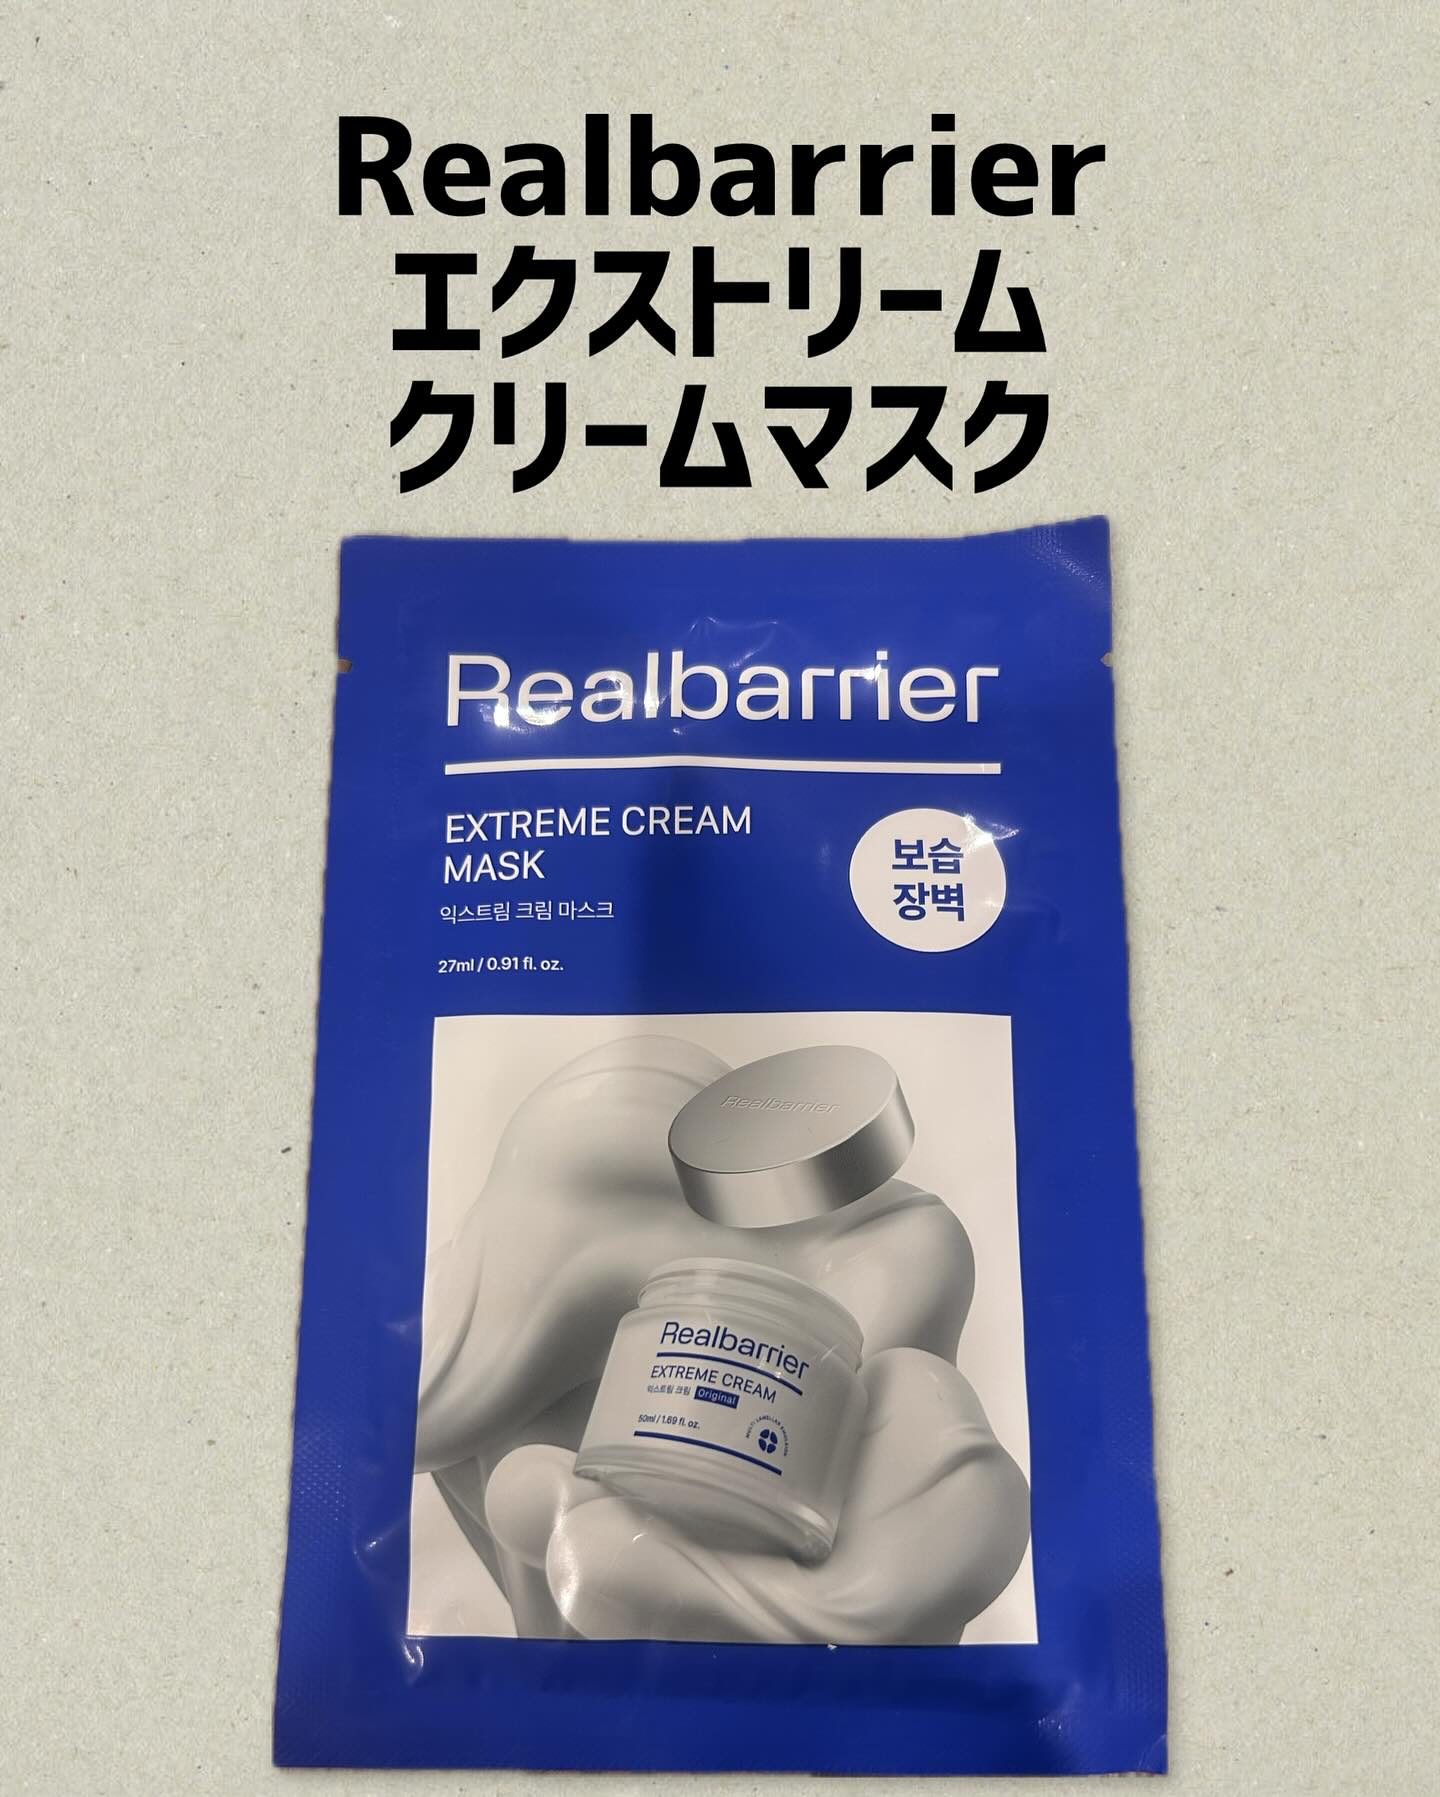 Realbarrier
エクストリーム
クリームマスク
Realbarrier
EXTREME CREAM
MASK
익스트림 크림 마스크
27ml / 0.91 fl. oz.
보습
장벽
Realbarrier
Realbarrier
EXTREME CREAM
익스트림 크림 Original
50ml / 1.69 fl. oz.